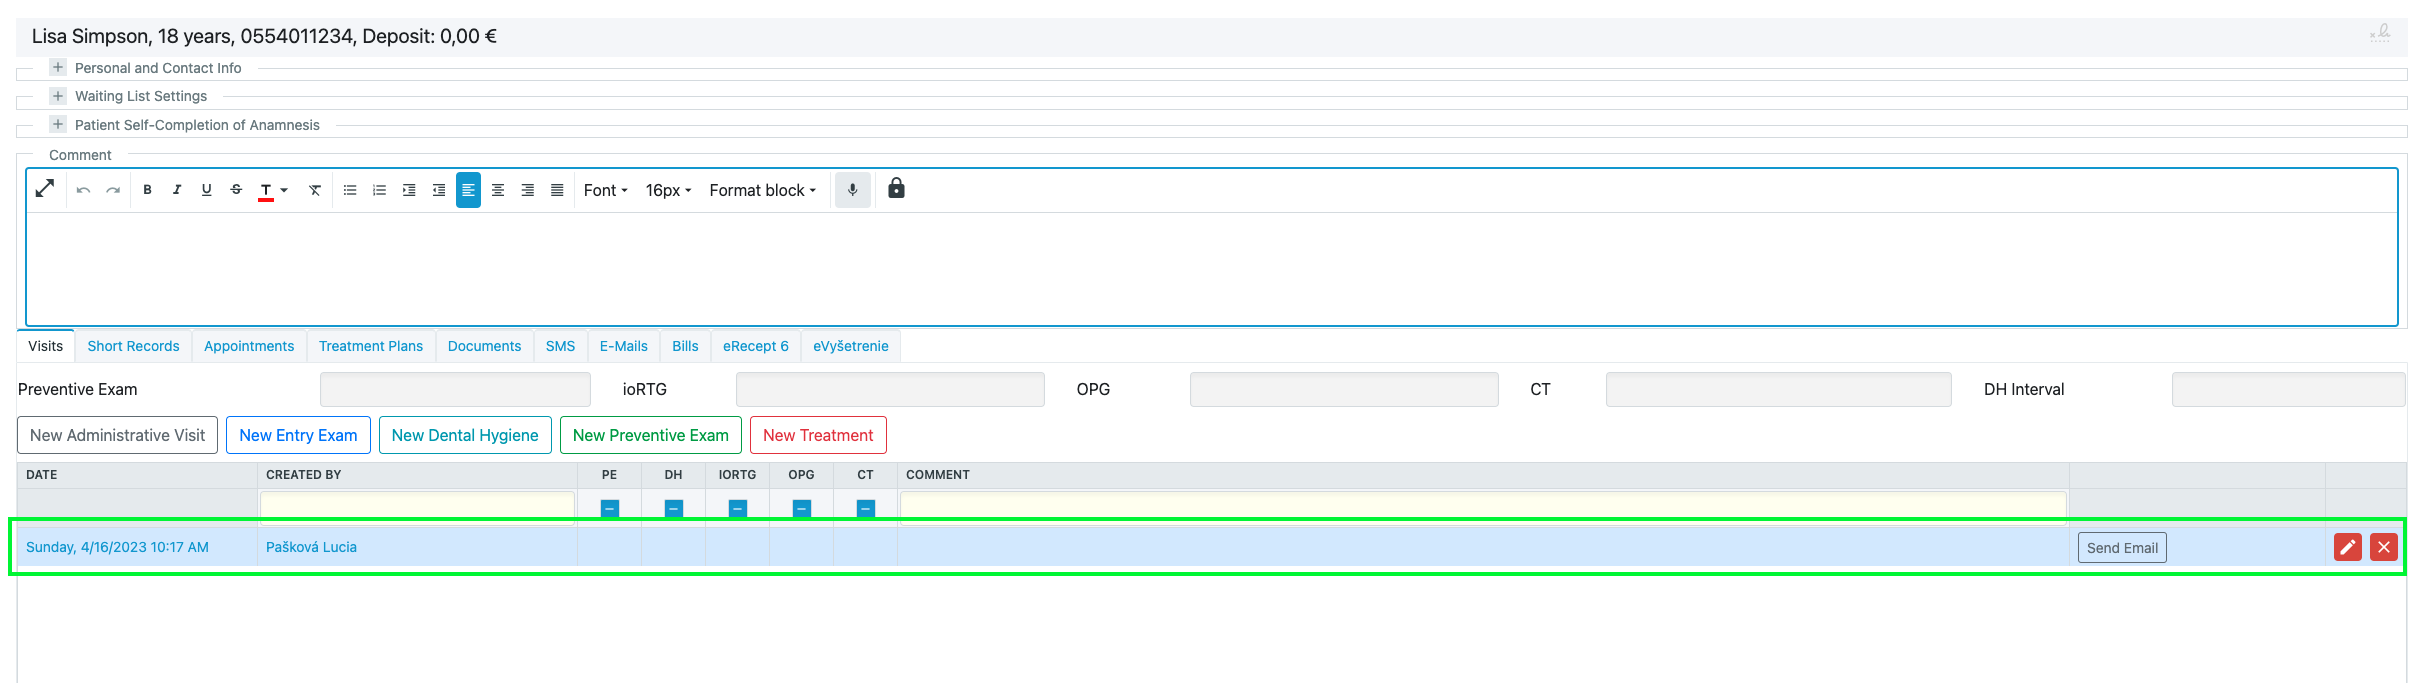 Lisa Simpson, 18 years, 0554011234, Deposit: 0,00 €
Personal and Contact Info
Waiting List Settings
Patient Self-Completion of Anamnesis
Comment
B I U S T Font 16px Format block
Visits Short Records Appointments Treatment Plans Documents SMS E-Mails Bills eRecept 6 eVyšetrenie
Preventive Exam ioRTG OPG CT DH Interval
New Administrative Visit New Entry Exam New Dental Hygiene New Preventive Exam New Treatment
DATE CREATED BY PE DH IORTG OPG CT COMMENT
Sunday, 4/16/2023 10:17 AM Pašková Lucia Send Email